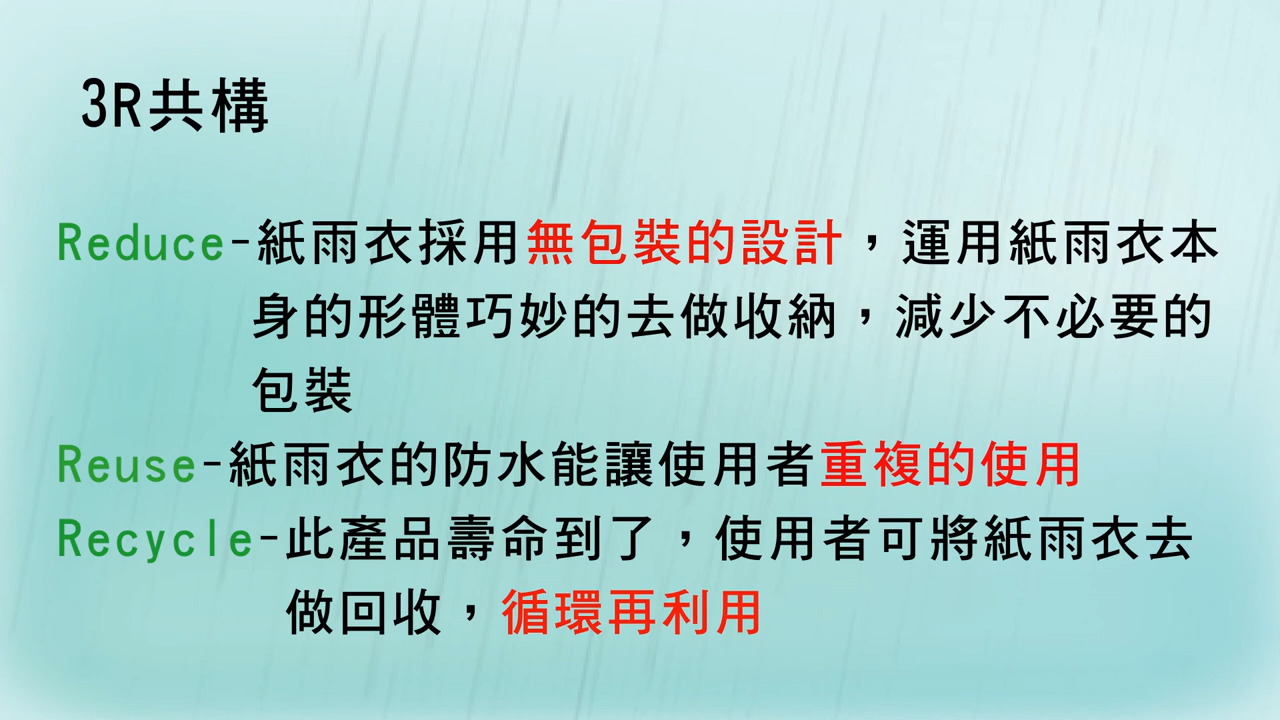 3R共構
Reduce-紙雨衣採用無包裝的設計，運用紙雨衣本
身的形體巧妙的去做收納，減少不必要的
包裝
Reuse-紙雨衣的防水能讓使用者重複的使用
Recycle-此產品壽命到了，使用者可將紙雨衣去
做回收，循環再利用